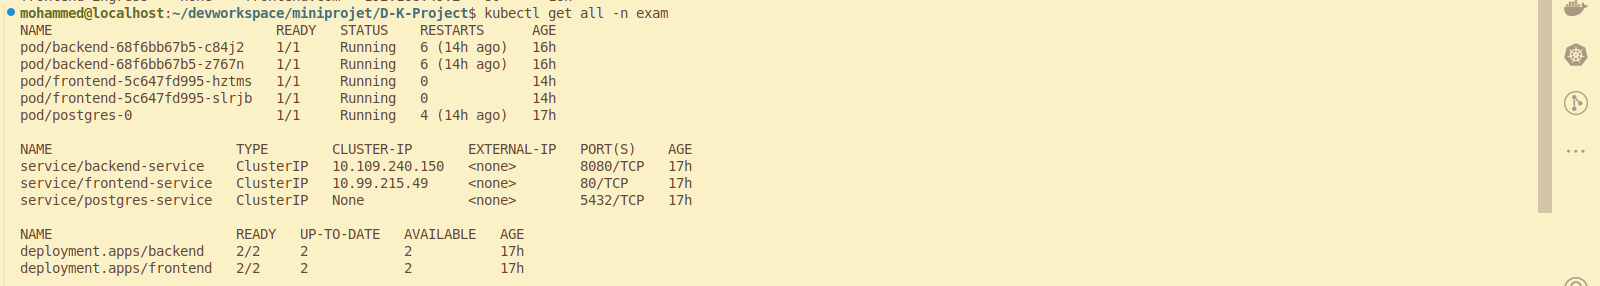 mohammed@localhost:~/devworkspace/miniprojet/D-K-Project$ kubectl get all -n exam
NAME                            READY   STATUS    RESTARTS      AGE
pod/backend-68f6bb67b5-c84j2    1/1     Running   6 (14h ago)   16h
pod/backend-68f6bb67b5-z767n    1/1     Running   6 (14h ago)   16h
pod/frontend-5c647fd995-hztms   1/1     Running   0             14h
pod/frontend-5c647fd995-slrjb   1/1     Running   0             14h
pod/postgres-0                  1/1     Running   4 (14h ago)   17h
NAME                       TYPE        CLUSTER-IP       EXTERNAL-IP   PORT(S)    AGE
service/backend-service    ClusterIP   10.109.240.150   <none>        8080/TCP   17h
service/frontend-service   ClusterIP   10.99.215.49     <none>        80/TCP     17h
service/postgres-service   ClusterIP   None             <none>        5432/TCP   17h
NAME                       READY   UP-TO-DATE   AVAILABLE   AGE
deployment.apps/backend    2/2     2            2           17h
deployment.apps/frontend   2/2     2            2           17h